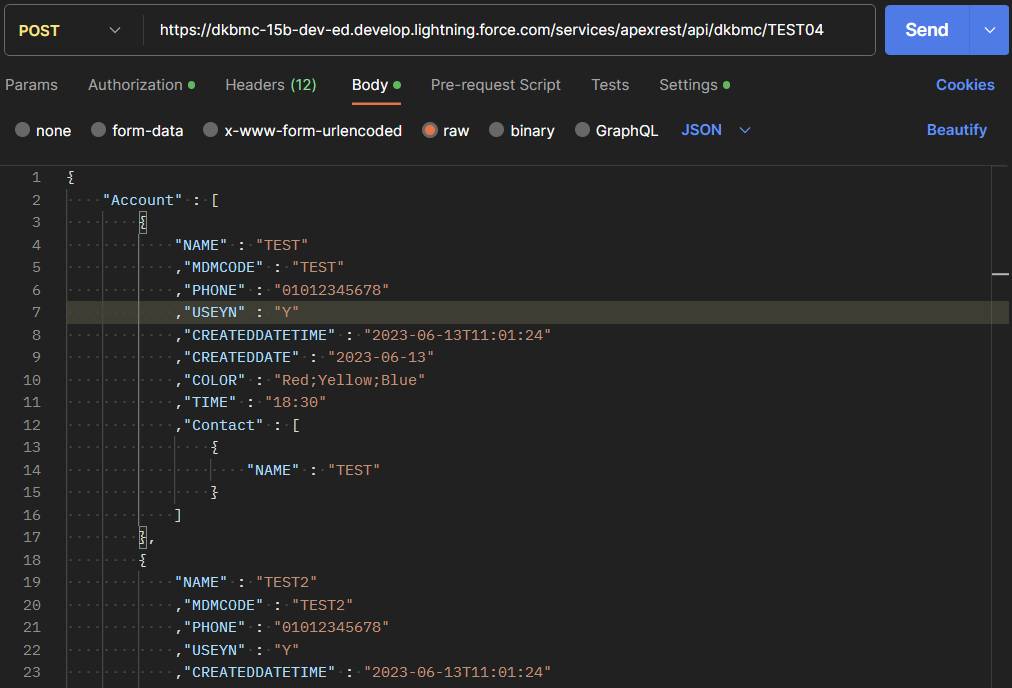 POST https://dkbmc-15b-dev-ed.develop.lightning.force.com/services/apexrest/api/dkbmc/TEST04 Send
Params Authorization Headers (12) Body Pre-request Script Tests Settings Cookies
none form-data x-www-form-urlencoded raw binary GraphQL JSON Beautify
1 {
2 "Account" : [
3 {
4 "NAME" : "TEST"
5 ,"MDMCODE" : "TEST"
6 ,"PHONE" : "01012345678"
7 ,"USEYN" : "Y"
8 ,"CREATEDDATETIME" : "2023-06-13T11:01:24"
9 ,"CREATEDDATE" : "2023-06-13"
10 ,"COLOR" : "Red;Yellow;Blue"
11 ,"TIME" : "18:30"
12 ,"Contact" : [
13 {
14 "NAME" : "TEST"
15 }
16 ]
17 },
18 {
19 "NAME" : "TEST2"
20 ,"MDMCODE" : "TEST2"
21 ,"PHONE" : "01012345678"
22 ,"USEYN" : "Y"
23 ,"CREATEDDATETIME" : "2023-06-13T11:01:24"